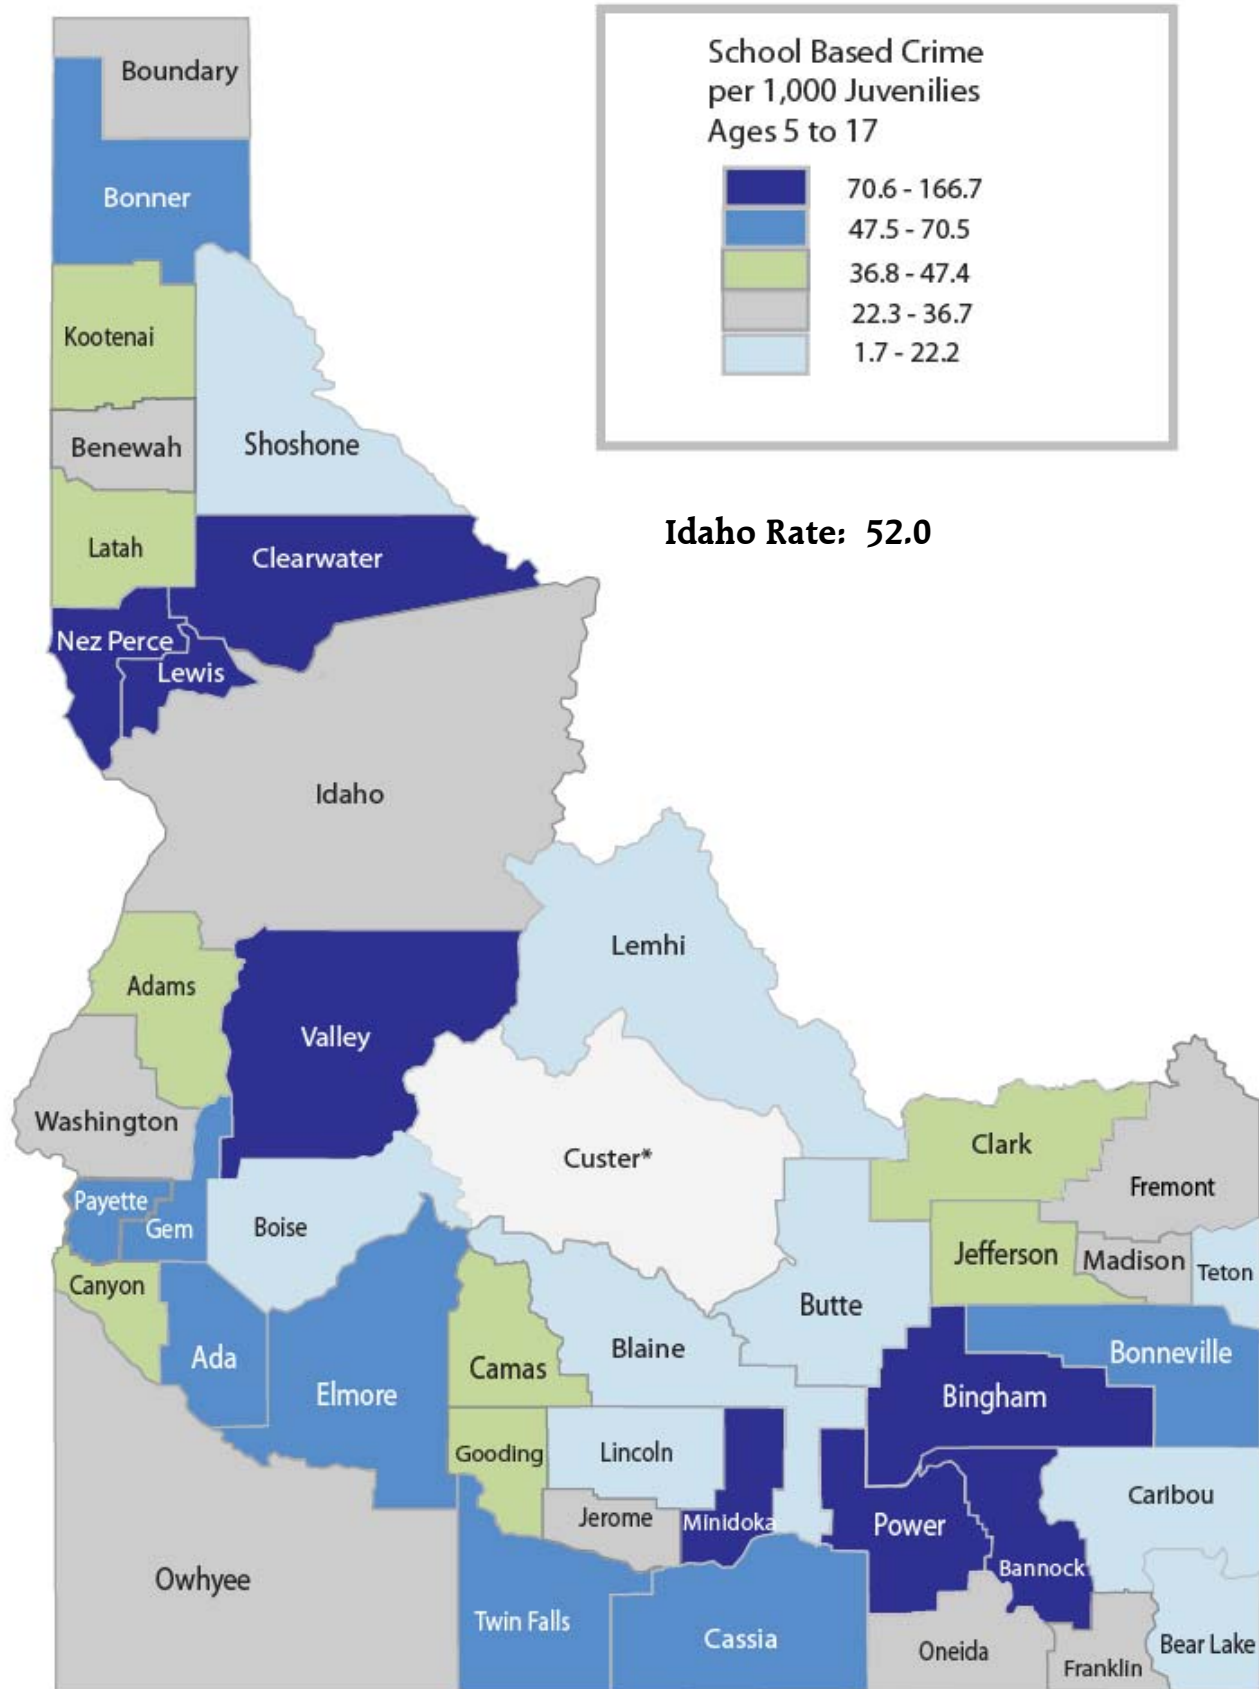 School Based Crime
per 1,000 Juvenilies
Ages 5 to 17
70.6 - 166.7
47.5 - 70.5
36.8 - 47.4
22.3 - 36.7
1.7 - 22.2
Idaho Rate: 52.0
Boundary
Bonner
Kootenai
Benewah
Shoshone
Latah
Clearwater
Nez Perce
Lewis
Idaho
Lemhi
Adams
Valley
Washington
Custer*
Clark
Fremont
Payette
Gem
Boise
Jefferson
Madison
Teton
Canyon
Butte
Ada
Blaine
Bonneville
Camas
Elmore
Bingham
Gooding
Lincoln
Caribou
Jerome
Minidoka
Power
Bannock
Owhyee
Twin Falls
Cassia
Oneida
Bear Lake
Franklin